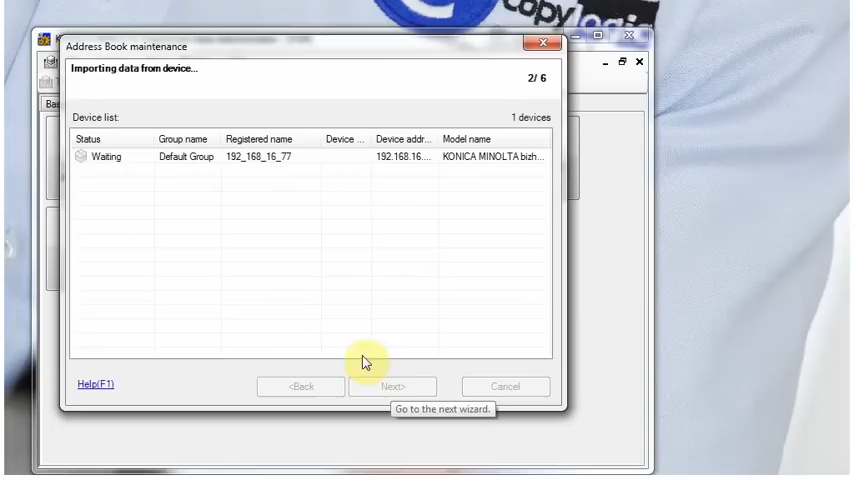 copylogic
Address Book maintenance
Importing data from device...
2/ 6
Device list:
1 devices
Status Group name Registered name Device ... Device addr... Model name
Waiting Default Group 192_168_16_77 192.168.16.... KONICA MINOLTA bizh...
Help(F1)
<Back Next> Cancel
Go to the next wizard.